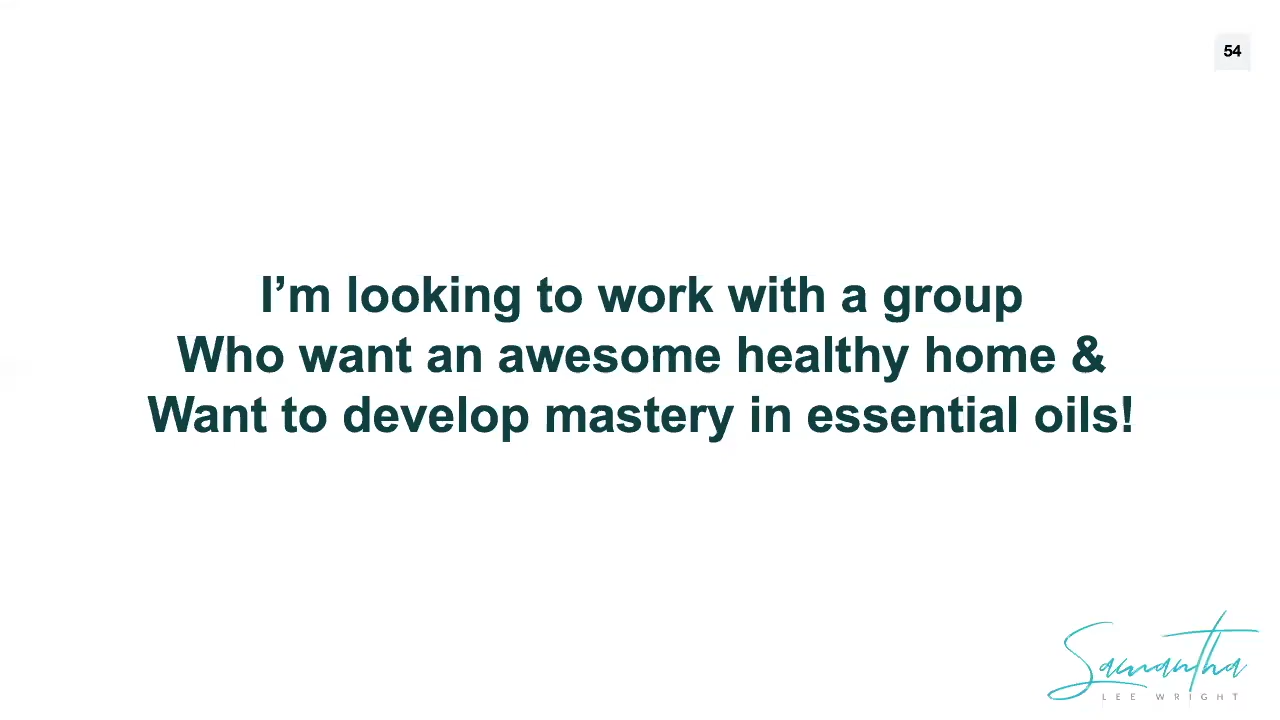 54
I’m looking to work with a group
Who want an awesome healthy home &
Want to develop mastery in essential oils!
Samantha
LEE WRIGHT